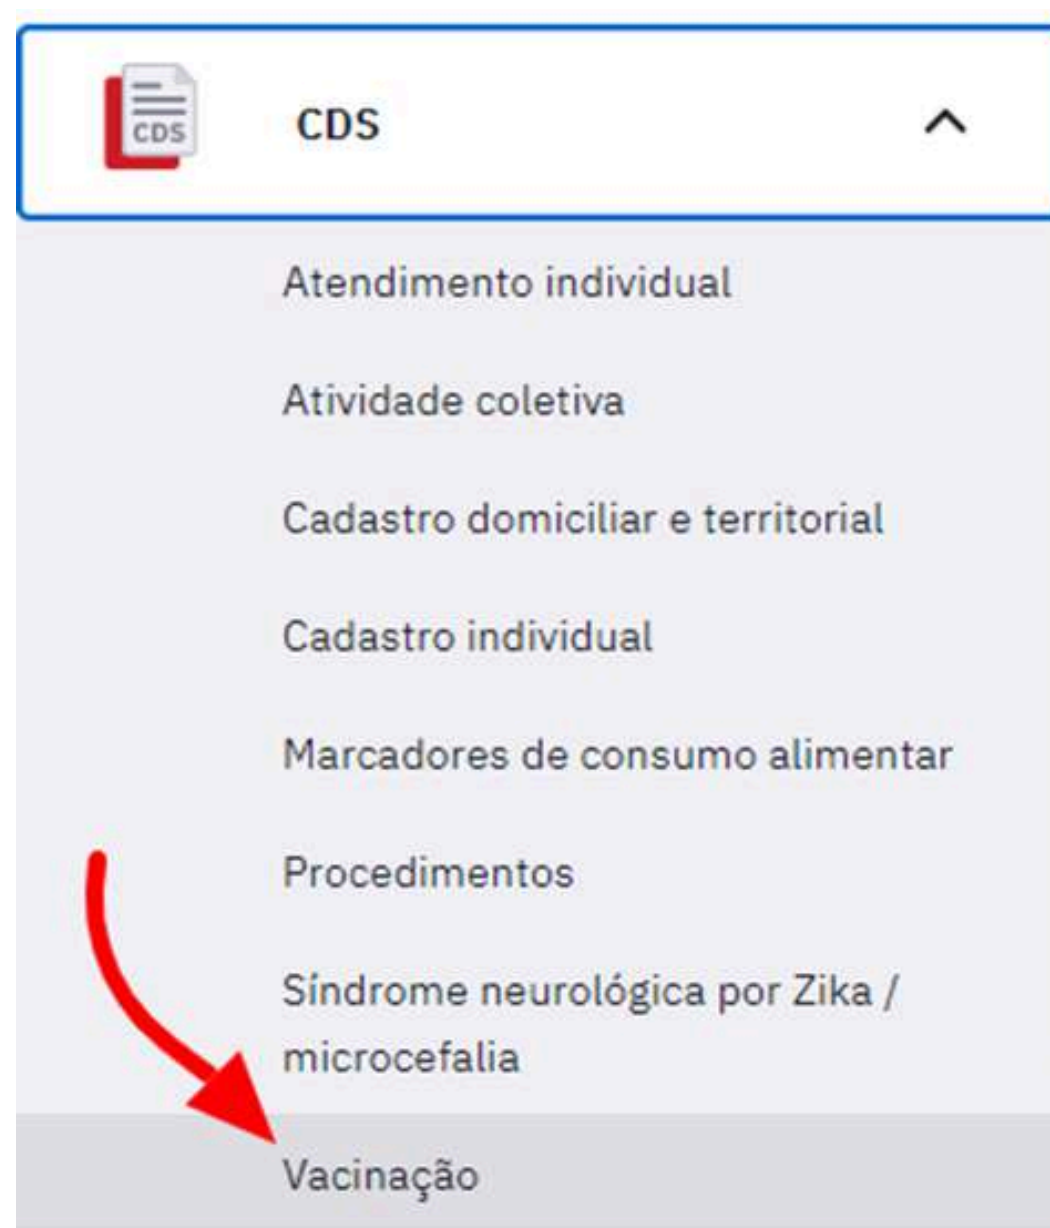 CDS
CDS
Atendimento individual
Atividade coletiva
Cadastro domiciliar e territorial
Cadastro individual
Marcadores de consumo alimentar
Procedimentos
Síndrome neurológica por Zika /
microcefalia
Vacinação